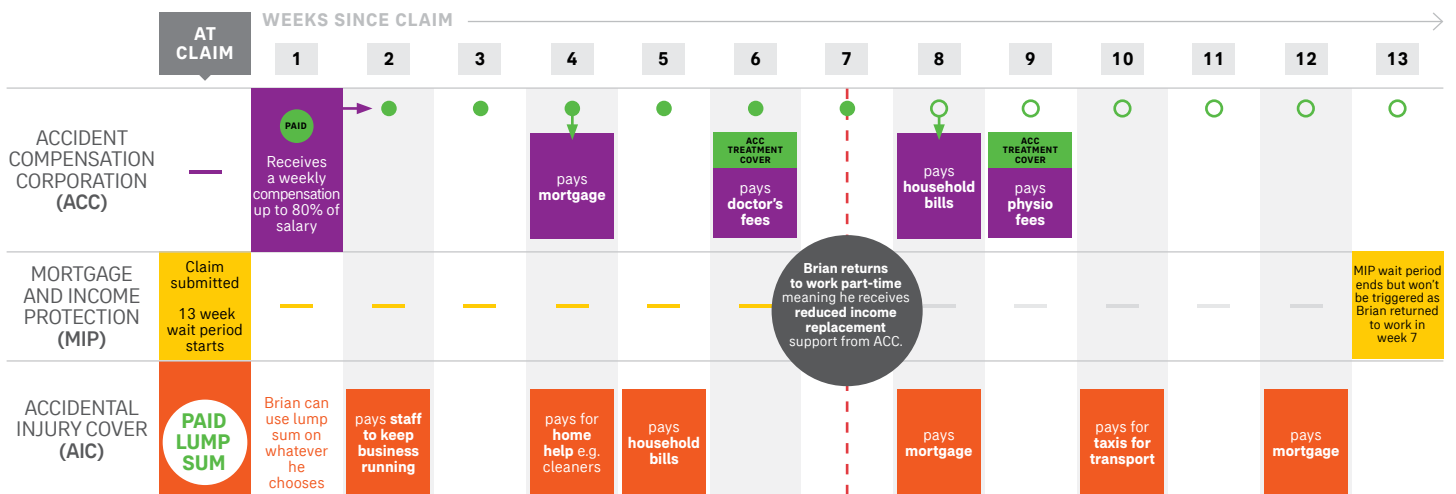 AT
CLAIM
WEEKS SINCE CLAIM
1
2
3
4
5
6
7
8
9
10
11
12
13
ACCIDENT
COMPENSATION
CORPORATION
(ACC)
PAID
Receives
a weekly
compensation
up to 80% of
salary
pays
mortgage
ACC
TREATMENT
COVER
pays
doctor's
fees
pays
household
bills
ACC
TREATMENT
COVER
pays
physio
fees
MORTGAGE
AND INCOME
PROTECTION
(MIP)
Claim
submitted
13 week
wait period
starts
Brian returns
to work part-time
meaning he receives
reduced income
replacement
support from ACC.
MIP wait period
ends but won't
be triggered as
Brian returned
to work in
week 7
ACCIDENTAL
INJURY COVER
(AIC)
PAID
LUMP
SUM
Brian can
use lump
sum on
whatever
he
chooses
pays staff
to keep
business
running
pays for
home
help e.g.
cleaners
pays
household
bills
pays
mortgage
pays for
taxis for
transport
pays
mortgage